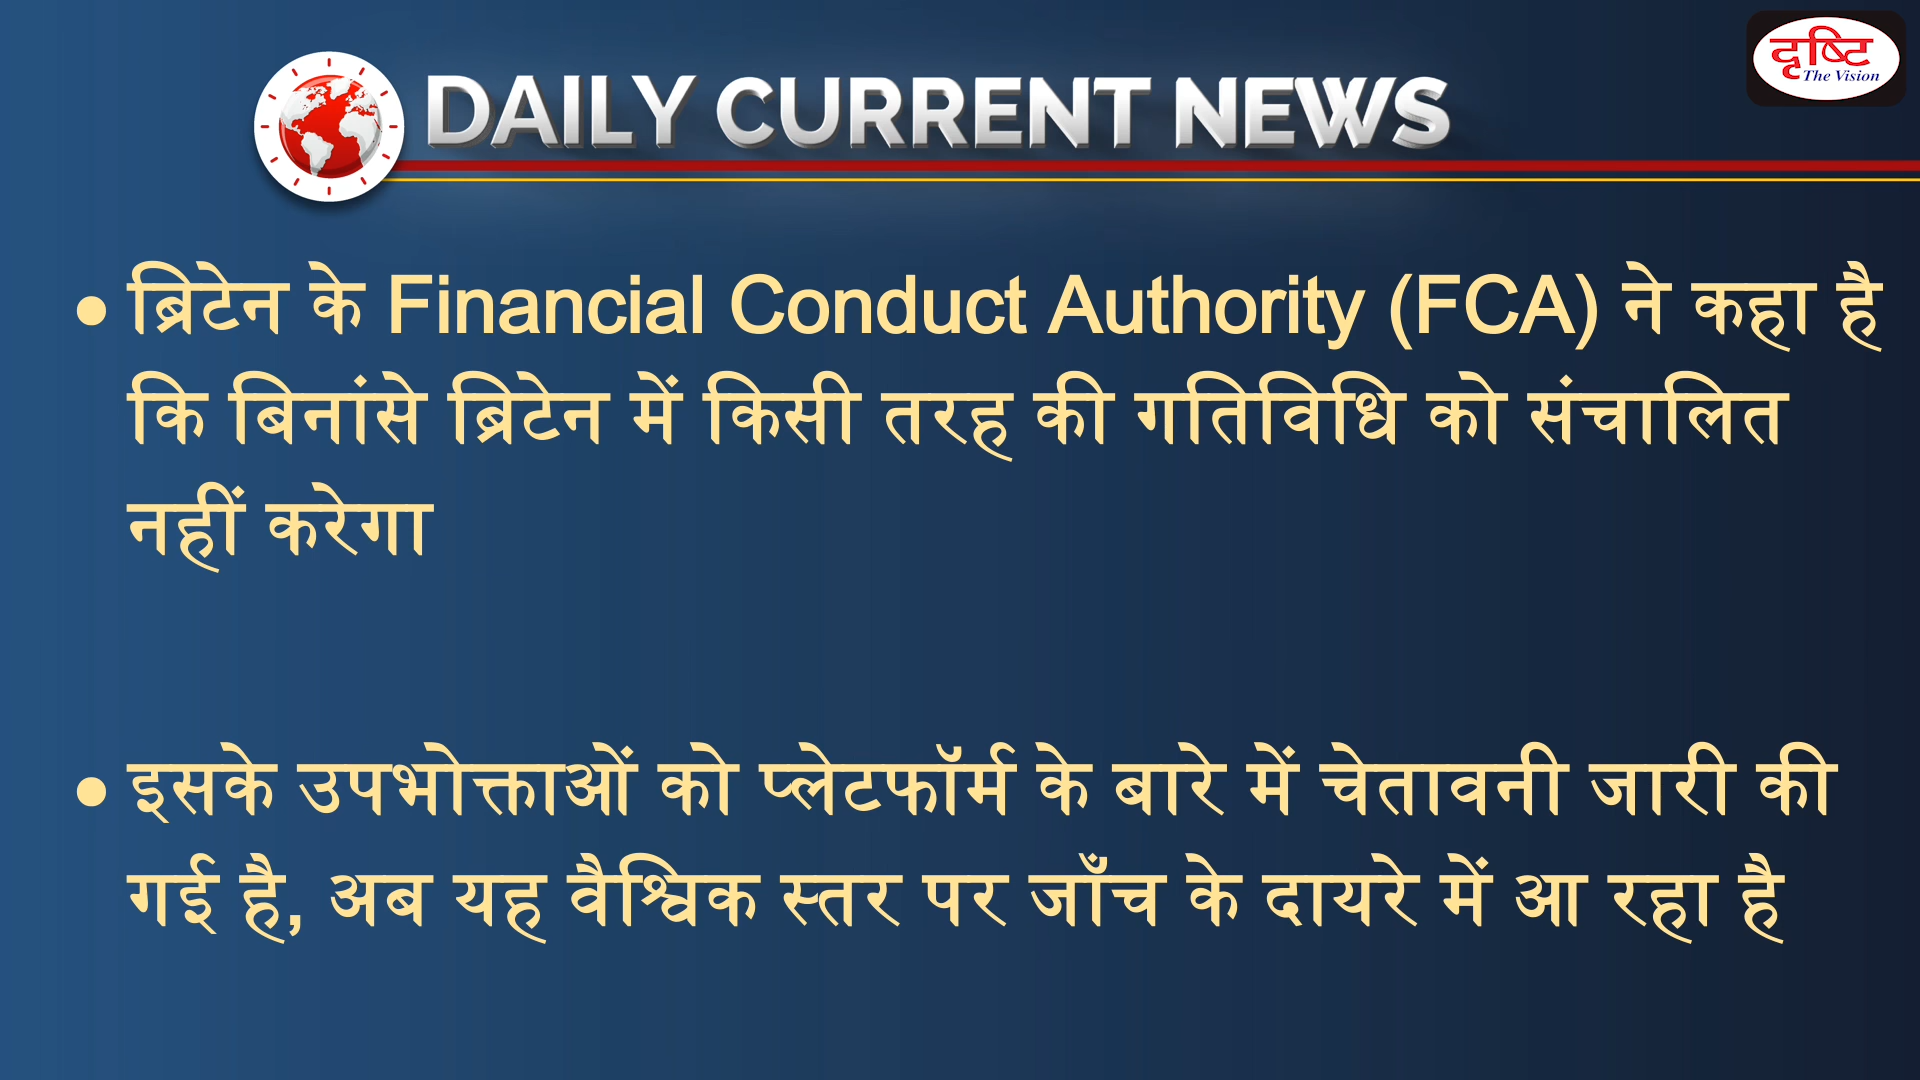 दृष्टि
The Vision
DAILY CURRENT NEWS
• ब्रिटेन के Financial Conduct Authority (FCA) ने कहा है
कि बिनांसे ब्रिटेन में किसी तरह की गतिविधि को संचालित
नहीं करेगा
• इसके उपभोक्ताओं को प्लेटफॉर्म के बारे में चेतावनी जारी की
गई है, अब यह वैश्विक स्तर पर जाँच के दायरे में आ रहा है